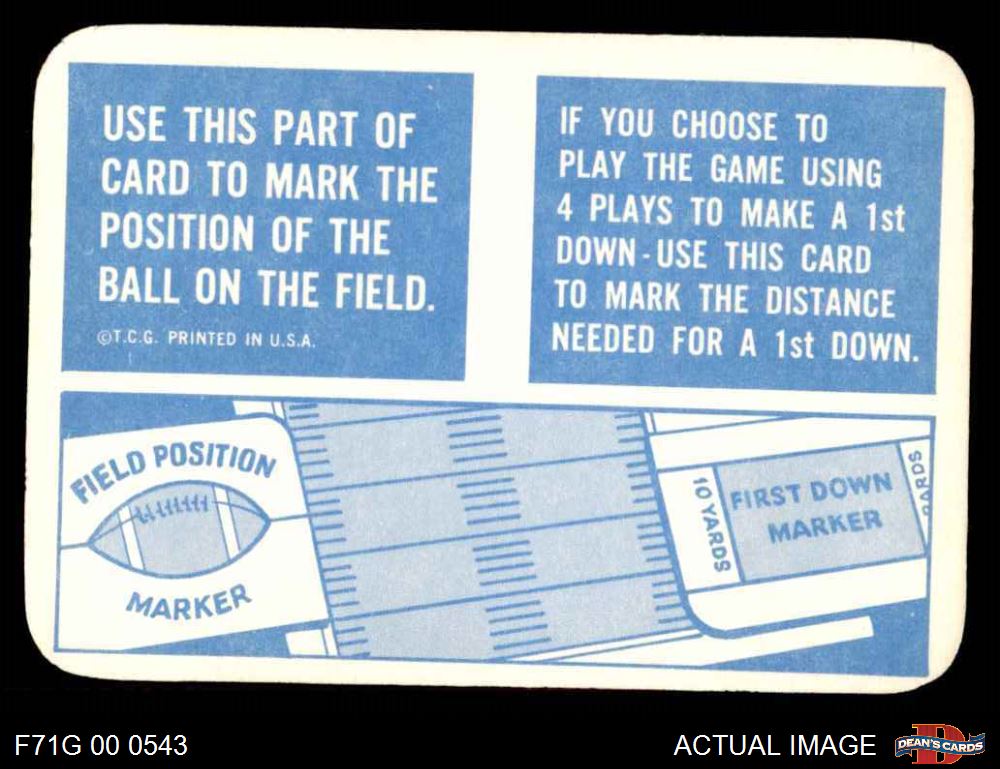 USE THIS PART OF
CARD TO MARK THE
POSITION OF THE
BALL ON THE FIELD.
©T.C.G. PRINTED IN U.S.A.
IF YOU CHOOSE TO
PLAY THE GAME USING
4 PLAYS TO MAKE A 1st
DOWN-USE THIS CARD
TO MARK THE DISTANCE
NEEDED FOR A 1st DOWN.
FIELD POSITION
MARKER
10 YARDS
FIRST DOWN
MARKER
YARDS
F71G 00 0543
ACTUAL IMAGE
D
DEAN'S CARDS